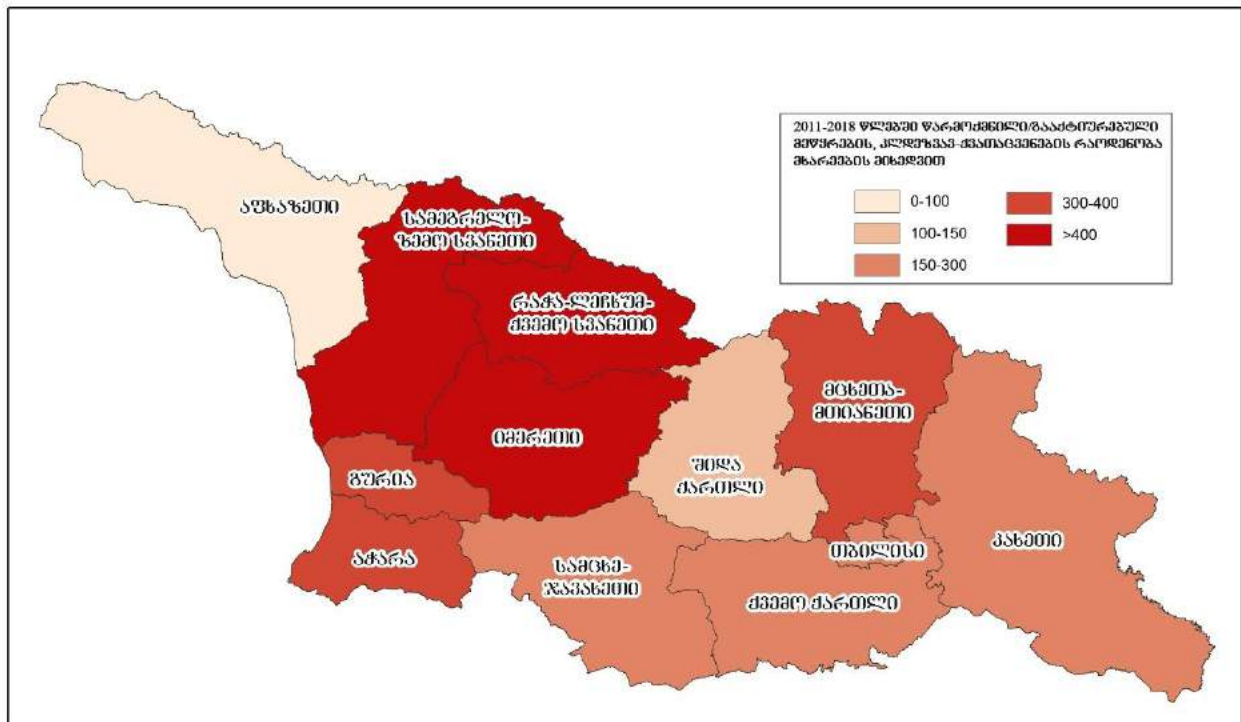 2011-2018 წლებში წარმოქმნილი/გააქტიურებული
მეწყრების, კლდეზვავ-ქვათაცვენების რაოდენობა
მხარეების მიხედვით
0-100
100-150
150-300
300-400
>400
აფხაზეთი
სამეგრელო-
ზემო სვანეთი
რაჭა-ლეჩხუმ-
ქვემო სვანეთი
მცხეთა-
მთიანეთი
იმერეთი
შიდა
ქართლი
გურია
აჭარა
სამცხე-
ჯავახეთი
თბილისი
კახეთი
ქვემო ქართლი